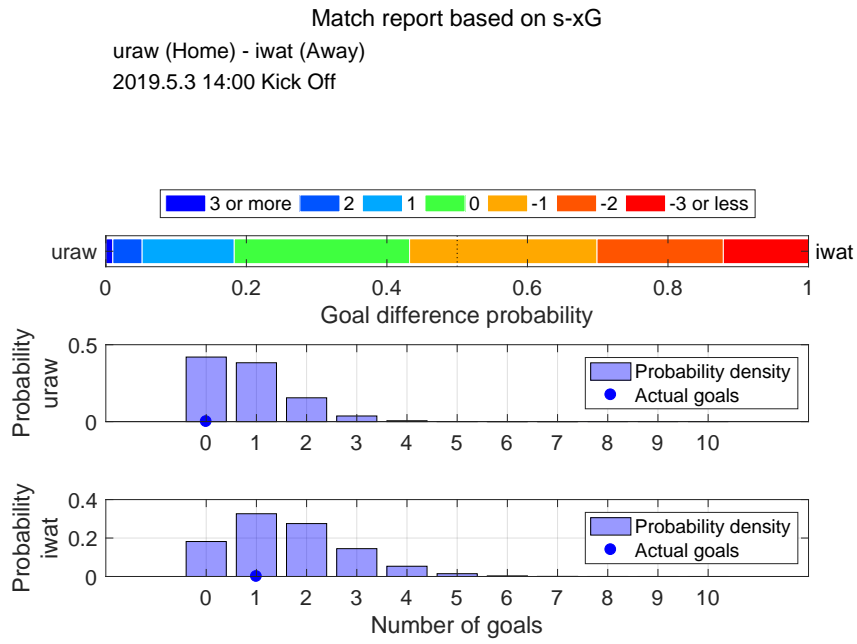 Match report based on s-xG
uraw (Home) - iwat (Away)
2019.5.3 14:00 Kick Off
3 or more 2 1 0 -1 -2 -3 or less
uraw iwat
0 0.2 0.4 0.6 0.8 1
Goal difference probability
Probability
uraw
0.5
0
Probability density
Actual goals
0 1 2 3 4 5 6 7 8 9 10
Probability
iwat
0.4
0.2
0
Probability density
Actual goals
0 1 2 3 4 5 6 7 8 9 10
Number of goals